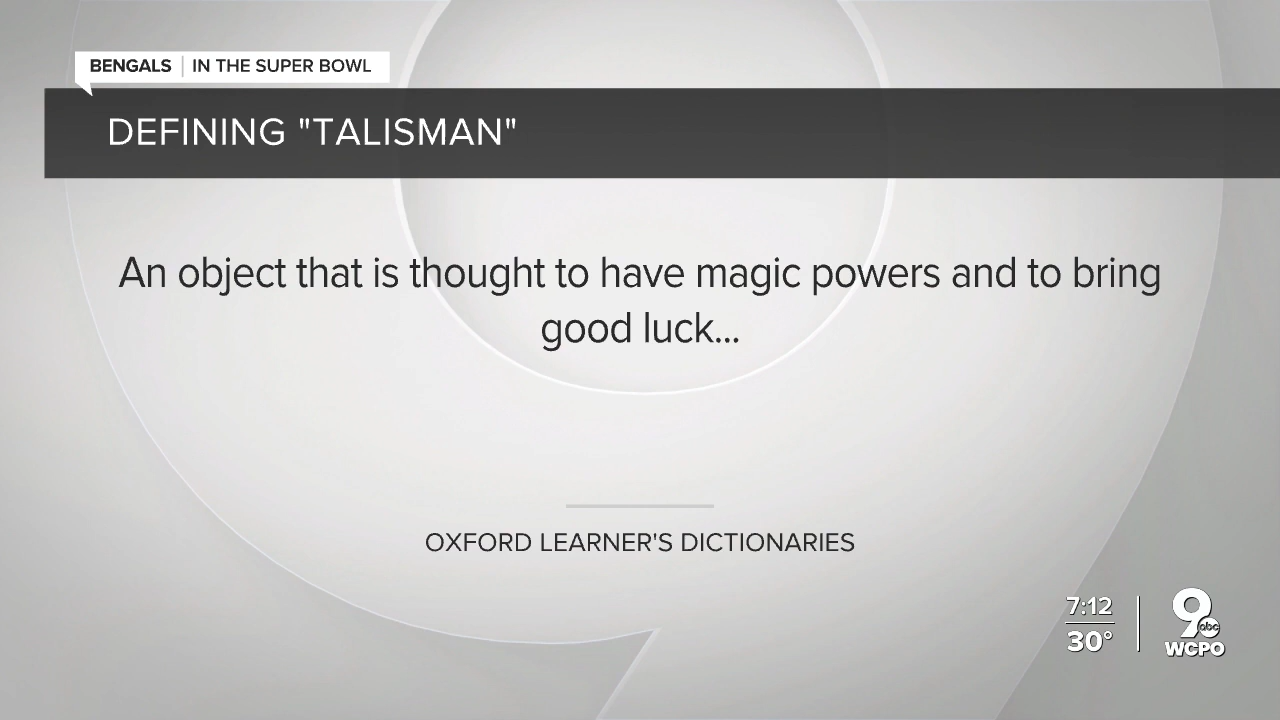 BENGALS | IN THE SUPER BOWL
DEFINING "TALISMAN"
An object that is thought to have magic powers and to bring
good luck...
OXFORD LEARNER'S DICTIONARIES
7:12
30°
9
abc
WCPO